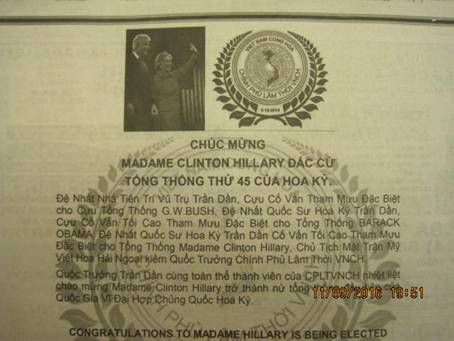 VIỆT NAM CỘNG HÒA
CHÍNH PHỦ LÂM THỜI VNCH
CHÚC MỪNG
MADAME CLINTON HILLARY ĐẮC CỬ
TỔNG THỐNG THỨ 45 CỦA HOA KỲ.
Đệ Nhất Nhà Tiên Tri Vũ Trụ Trần Dần, Cựu Cố Vấn Tham Mưu Đặc Biệt
cho Cựu Tổng Thống G.W.BUSH, Đệ Nhất Quốc Sư Hoa Kỳ Trần Dần,
Cựu Cố Vấn Tối Cao Tham Mưu Đặc Biệt cho Tổng Thống BARACK
OBAMA, Đệ Nhất Quốc Sư Hoa Kỳ Trần Dần Cố Vấn Tối Cao Tham Mưu
Đặc Biệt cho Tổng Thống Madame Clinton Hillary, Chủ Tịch Mặt Trận Mỹ
Việt Hoa Hải Ngoại kiêm Quốc Trưởng Chính Phủ Lâm Thời VNCH.
Quốc Trưởng Trần Dần cùng toàn thể thành viên của CPLTVNCH nhiệt liệt
chào mừng Madame Clinton Hillary trở thành nữ tổng
Quốc Gia Vĩ Đại Hợp Chủng Quốc Hoa Kỳ.
11/09/2016 19:51
CONGRATULATIONS TO MADAME HILLARY IS BEING ELECTED